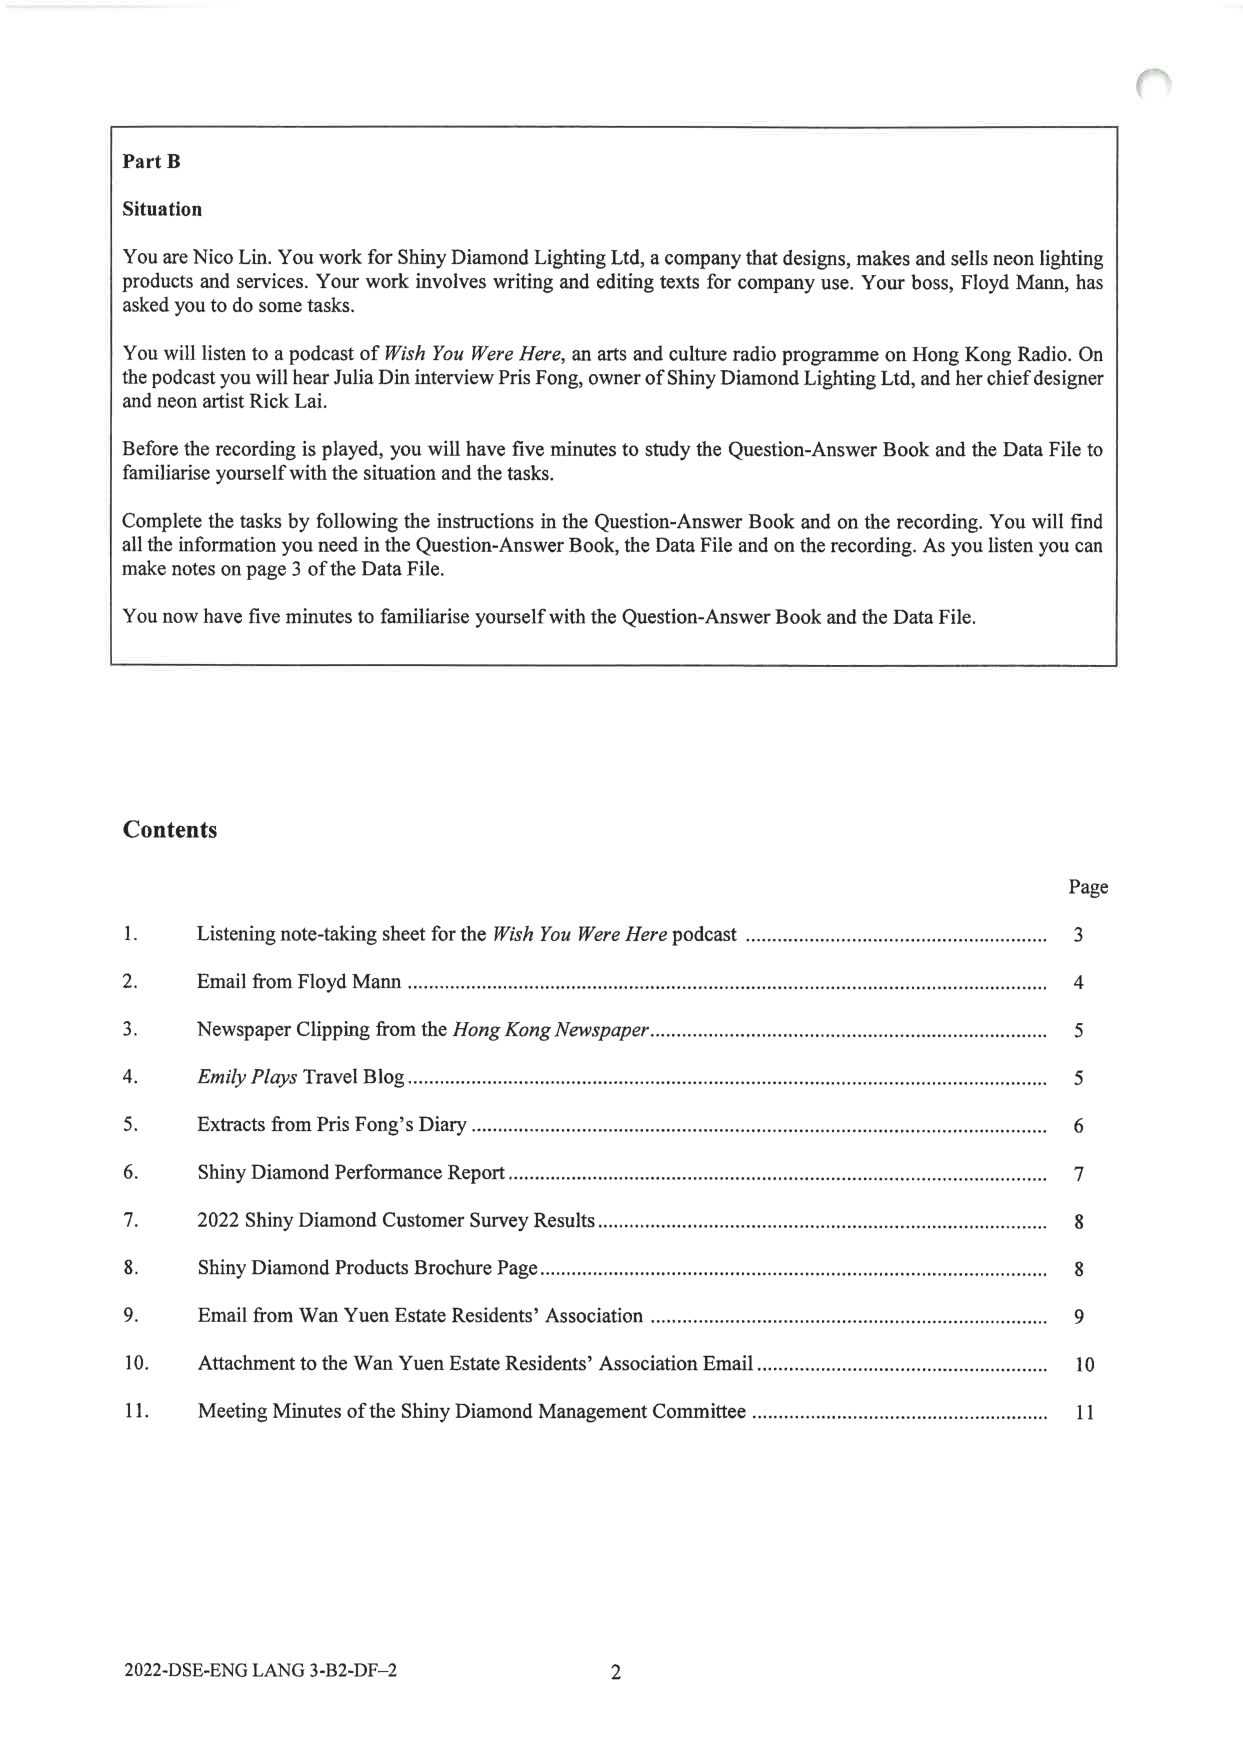 Part B
Situation
You are Nico Lin. You work for Shiny Diamond Lighting Ltd, a company that designs, makes and sells neon lighting
products and services. Your work involves writing and editing texts for company use. Your boss, Floyd Mann, has
asked you to do some tasks.
You will listen to a podcast of Wish You Were Here, an arts and culture radio programme on Hong Kong Radio. On
the podcast you will hear Julia Din interview Pris Fong, owner of Shiny Diamond Lighting Ltd, and her chief designer
and neon artist Rick Lai.
Before the recording is played, you will have five minutes to study the Question-Answer Book and the Data File to
familiarise yourself with the situation and the tasks.
Complete the tasks by following the instructions in the Question-Answer Book and on the recording. You will find
all the information you need in the Question-Answer Book, the Data File and on the recording. As you listen you can
make notes on page 3 of the Data File.
You now have five minutes to familiarise yourself with the Question-Answer Book and the Data File.
Contents
Page
1. Listening note-taking sheet for the Wish You Were Here podcast ........................................................ 3
2. Email from Floyd Mann ........................................................ 4
3. Newspaper Clipping from the Hong Kong Newspaper ........................................................ 5
4. Emily Plays Travel Blog ........................................................ 5
5. Extracts from Pris Fong's Diary ........................................................ 6
6. Shiny Diamond Performance Report ........................................................ 7
7. 2022 Shiny Diamond Customer Survey Results ........................................................ 8
8. Shiny Diamond Products Brochure Page ........................................................ 8
9. Email from Wan Yuen Estate Residents' Association ........................................................ 9
10. Attachment to the Wan Yuen Estate Residents' Association Email ........................................................ 10
11. Meeting Minutes of the Shiny Diamond Management Committee ........................................................ 11
2022-DSE-ENG LANG 3-B2-DF–2 2